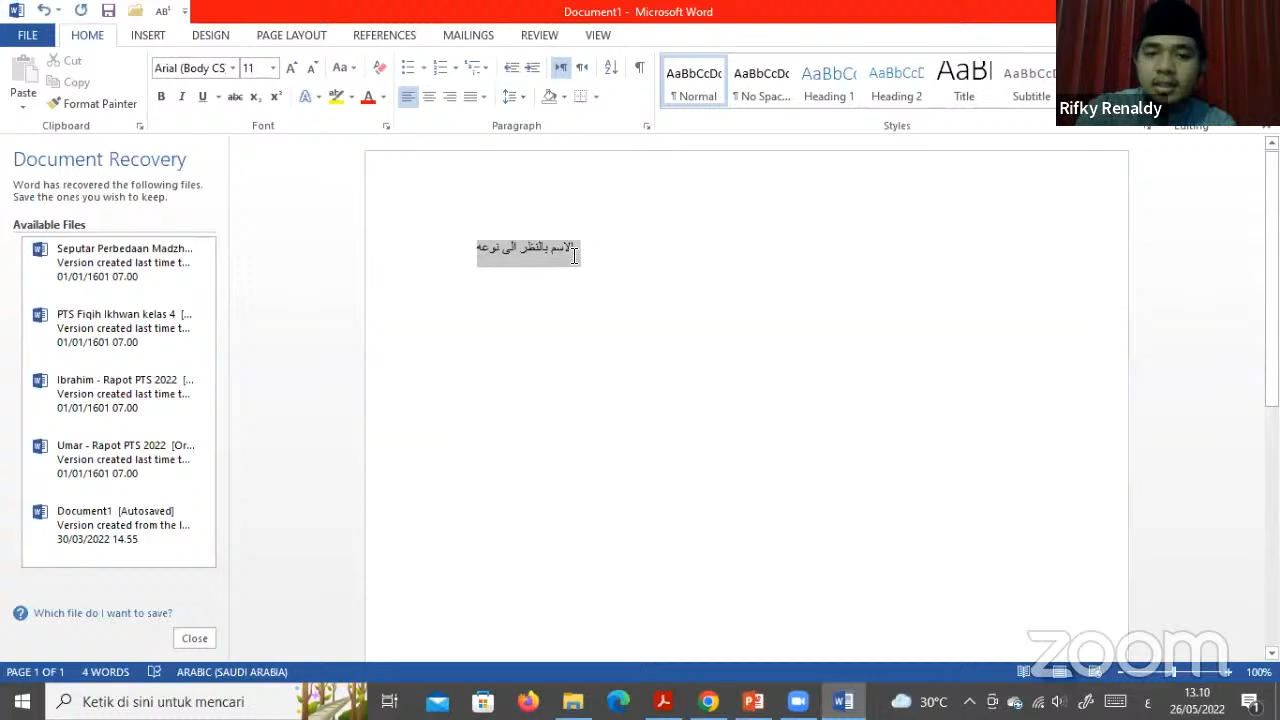 Document1 - Microsoft Word
FILE HOME INSERT DESIGN PAGE LAYOUT REFERENCES MAILINGS REVIEW VIEW
Paste
Cut
Copy
Format Painter
Clipboard
Arial (Body CS 11
Font
Paragraph
AaBbCcDc AaBbCcDc AaBbCc AaBbCcD AaBl AaBbCcD
¶ Normal ¶ No Spac... Heading 1 Heading 2 Title Subtitle
Styles
Editing
Rifky Renaldy
Document Recovery
Word has recovered the following files.
Save the ones you wish to keep.
Available Files
Seputar Perbedaan Madzh...
Version created last time t...
01/01/1601 07.00
PTS Fiqih Ikhwan kelas 4 [...
Version created last time t...
01/01/1601 07.00
Ibrahim - Rapot PTS 2022 [...
Version created last time t...
01/01/1601 07.00
Umar - Rapot PTS 2022 [Or...
Version created last time t...
01/01/1601 07.00
Document1 [Autosaved]
Version created from the l...
30/03/2022 14.55
Which file do I want to save?
Close
الاسم بالنظر الى نوعه
zoom
PAGE 1 OF 1 4 WORDS ARABIC (SAUDI ARABIA) 100%
Ketik di sini untuk mencari
30°C
ع
13.10
26/05/2022